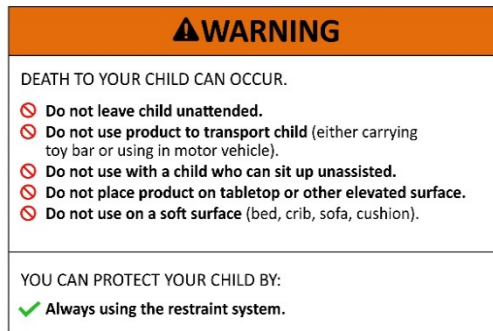 WARNING
DEATH TO YOUR CHILD CAN OCCUR.
Do not leave child unattended.
Do not use product to transport child (either carrying
toy bar or using in motor vehicle).
Do not use with a child who can sit up unassisted.
Do not place product on tabletop or other elevated surface.
Do not use on a soft surface (bed, crib, sofa, cushion).
YOU CAN PROTECT YOUR CHILD BY:
Always using the restraint system.